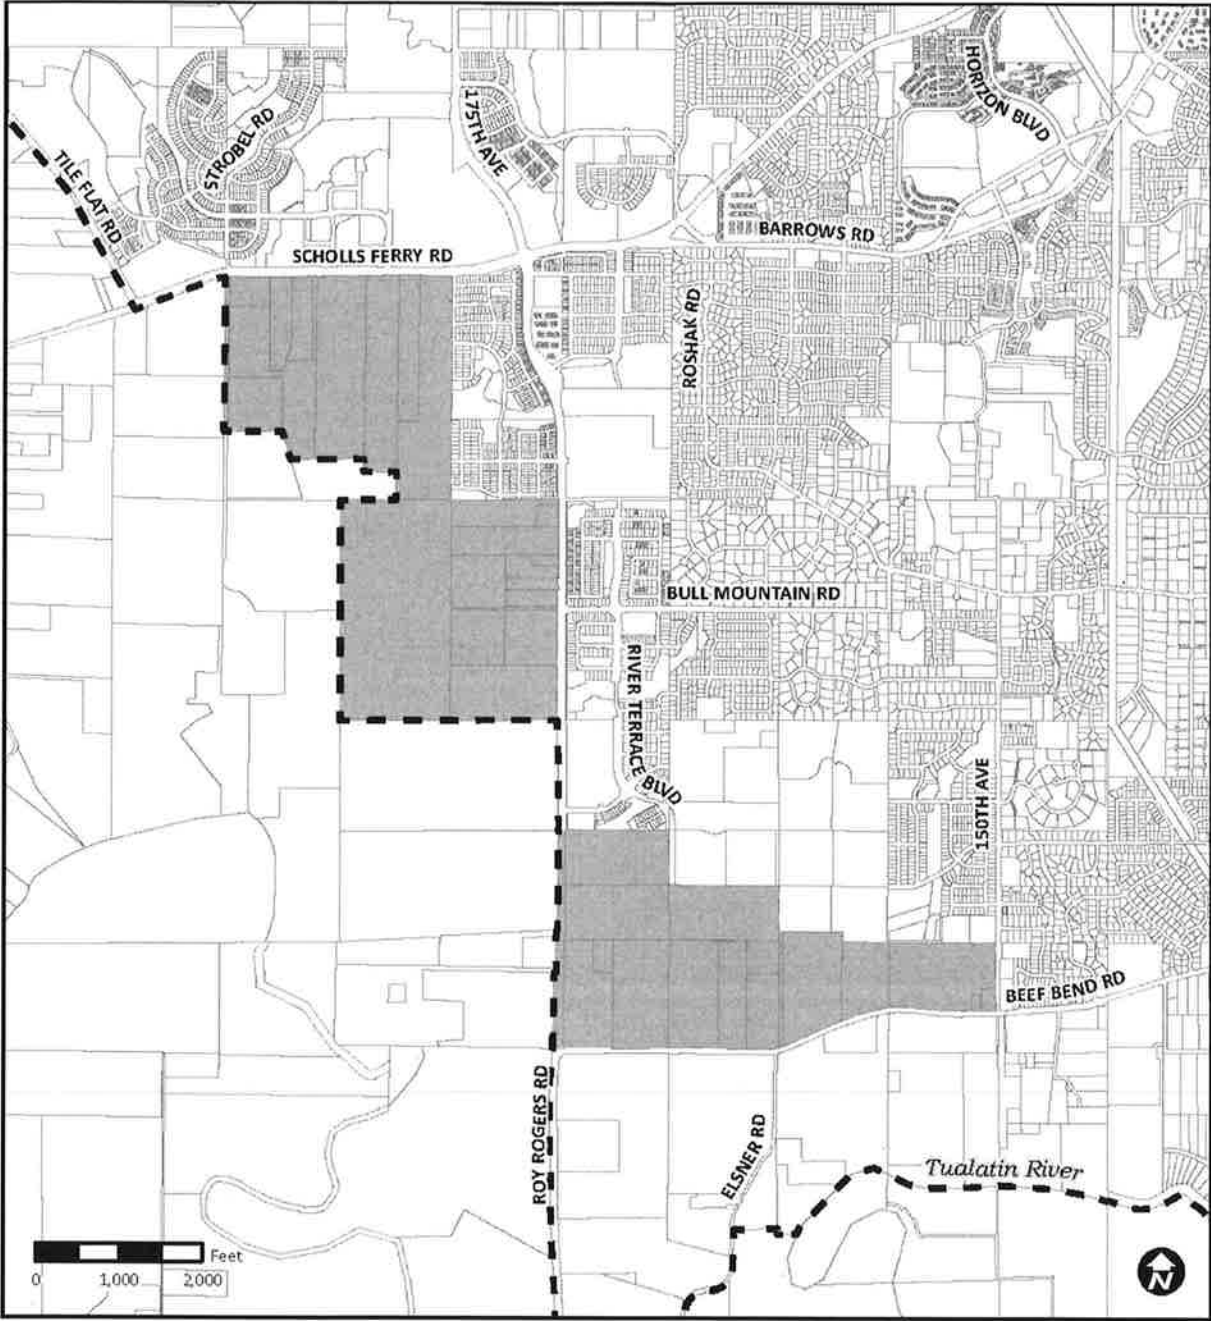 HORIZON BLVD
175TH AVE
STROBEL RD
TILE FLAT RD
BARROWS RD
SCHOLLS FERRY RD
ROSHAK RD
BULL MOUNTAIN RD
RIVER TERRACE BLVD
150TH AVE
BEEF BEND RD
ROY ROGERS RD
ELSNER RD
Tualatin River
Feet
0 1,000 2,000
N